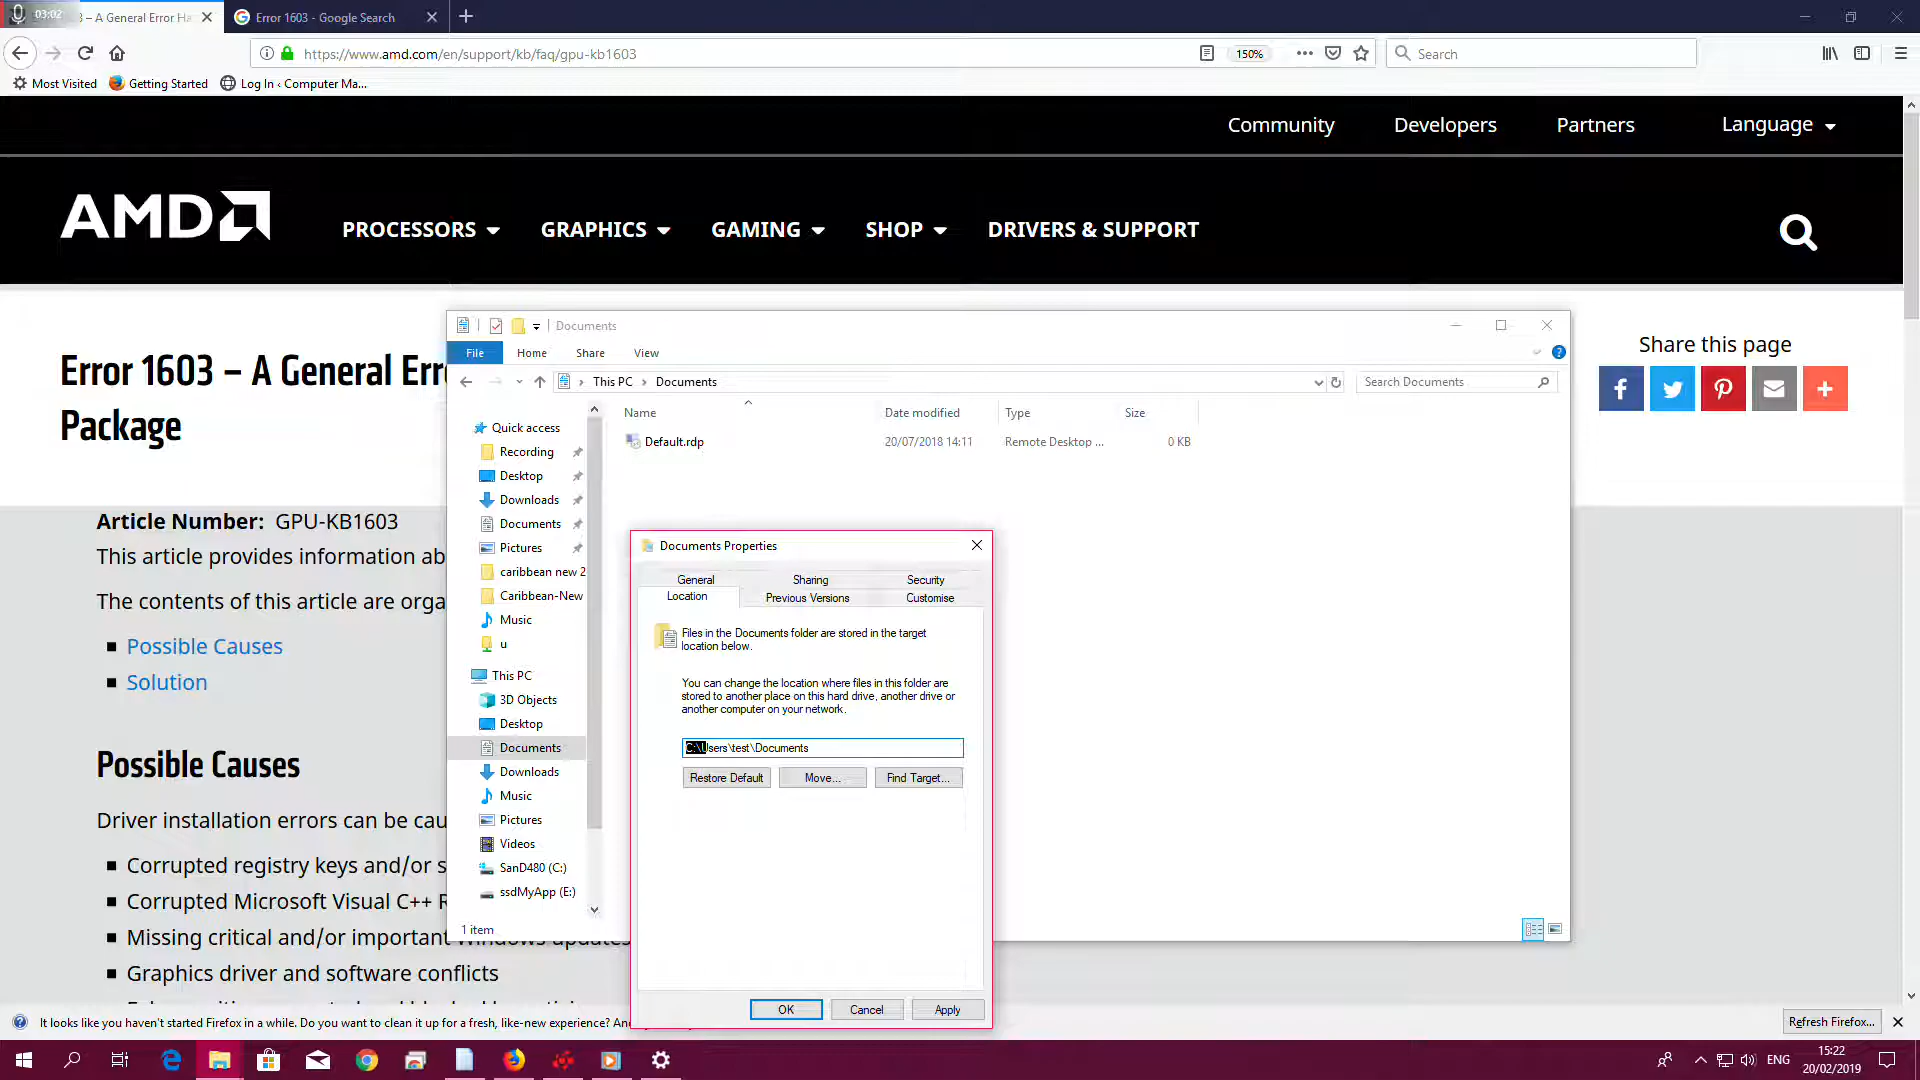 03:02
3 – A General Error Ha
Error 1603 - Google Search
https://www.amd.com/en/support/kb/faq/gpu-kb1603
150%
Search
Most Visited
Getting Started
Log In ‹ Computer Ma...
Community
Developers
Partners
Language
AMD
PROCESSORS
GRAPHICS
GAMING
SHOP
DRIVERS & SUPPORT
Error 1603 – A General Err
Package
Share this page
Article Number: GPU-KB1603
This article provides information ab
The contents of this article are orga
Possible Causes
Solution
Possible Causes
Driver installation errors can be cau
Corrupted registry keys and/or s
Corrupted Microsoft Visual C++ R
Missing critical and/or important Windows updates
Graphics driver and software conflicts
Documents
File
Home
Share
View
This PC
Documents
Search Documents
Name
Date modified
Type
Size
Default.rdp
20/07/2018 14:11
Remote Desktop ...
0 KB
Quick access
Recording
Desktop
Downloads
Documents
Pictures
caribbean new 2
Caribbean-New
Music
u
This PC
3D Objects
Desktop
Documents
Downloads
Music
Pictures
Videos
SanD480 (C:)
ssdMyApp (E:)
1 item
Documents Properties
General
Sharing
Security
Location
Previous Versions
Customise
Files in the Documents folder are stored in the target
location below.
You can change the location where files in this folder are
stored to another place on this hard drive, another drive or
another computer on your network.
C:\Users\test\Documents
Restore Default
Move...
Find Target...
OK
Cancel
Apply
It looks like you haven't started Firefox in a while. Do you want to clean it up for a fresh, like-new experience? An
Refresh Firefox...
ENG
15:22
20/02/2019